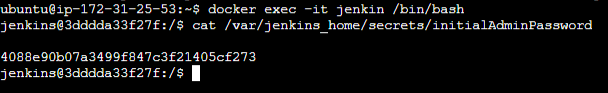 ubuntu@ip-172-31-25-53:~$ docker exec -it jenkin /bin/bash
jenkins@3dddda33f27f:/$ cat /var/jenkins_home/secrets/initialAdminPassword
4088e90b07a3499f847c3f21405cf273
jenkins@3dddda33f27f:/$